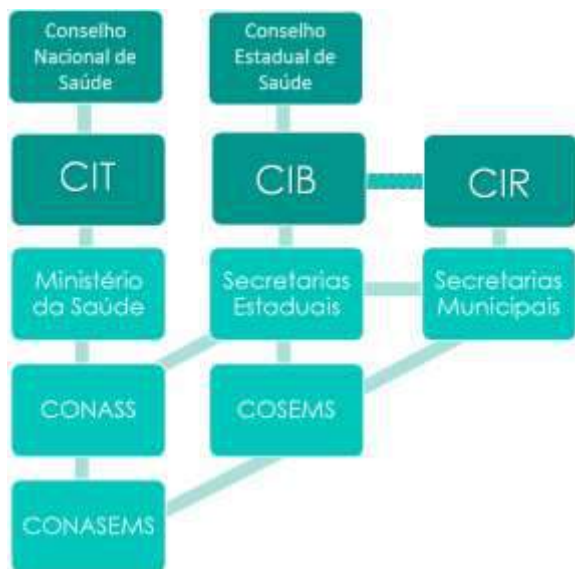 Conselho
Nacional de
Saúde
Conselho
Estadual de
Saúde
CIT
CIB
CIR
Ministério
da Saúde
Secretarias
Estaduais
Secretarias
Municipais
CONASS
COSEMS
CONASEMS